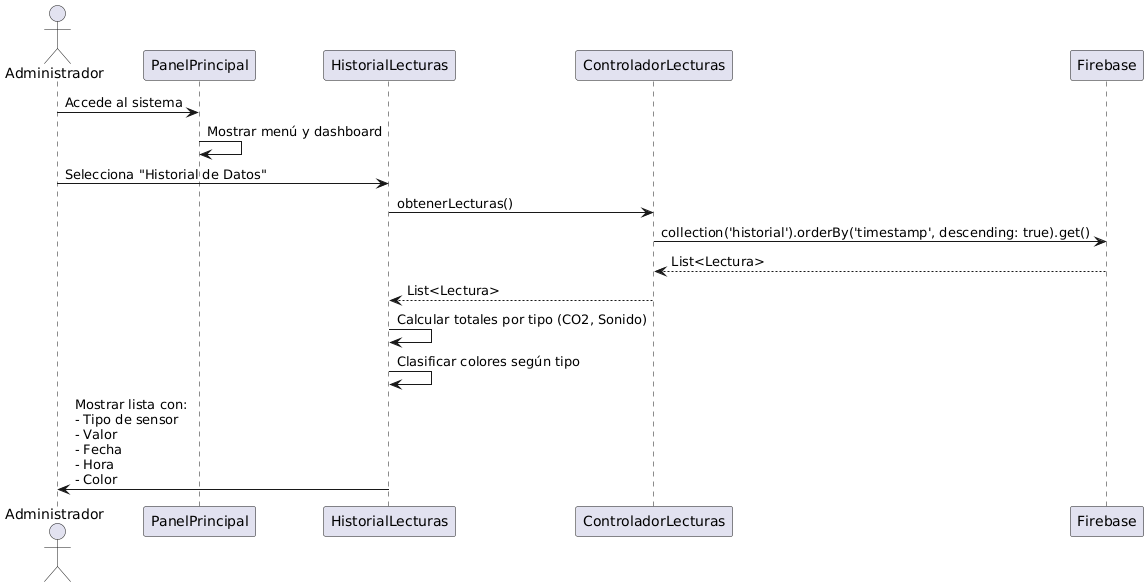 Administrador
PanelPrincipal
HistorialLecturas
ControladorLecturas
Firebase
Accede al sistema
Mostrar menú y dashboard
Selecciona "Historial de Datos"
obtenerLecturas()
collection('historial').orderBy('timestamp', descending: true).get()
List<Lectura>
List<Lectura>
Calcular totales por tipo (CO2, Sonido)
Clasificar colores según tipo
Mostrar lista con:
- Tipo de sensor
- Valor
- Fecha
- Hora
- Color
Administrador
PanelPrincipal
HistorialLecturas
ControladorLecturas
Firebase